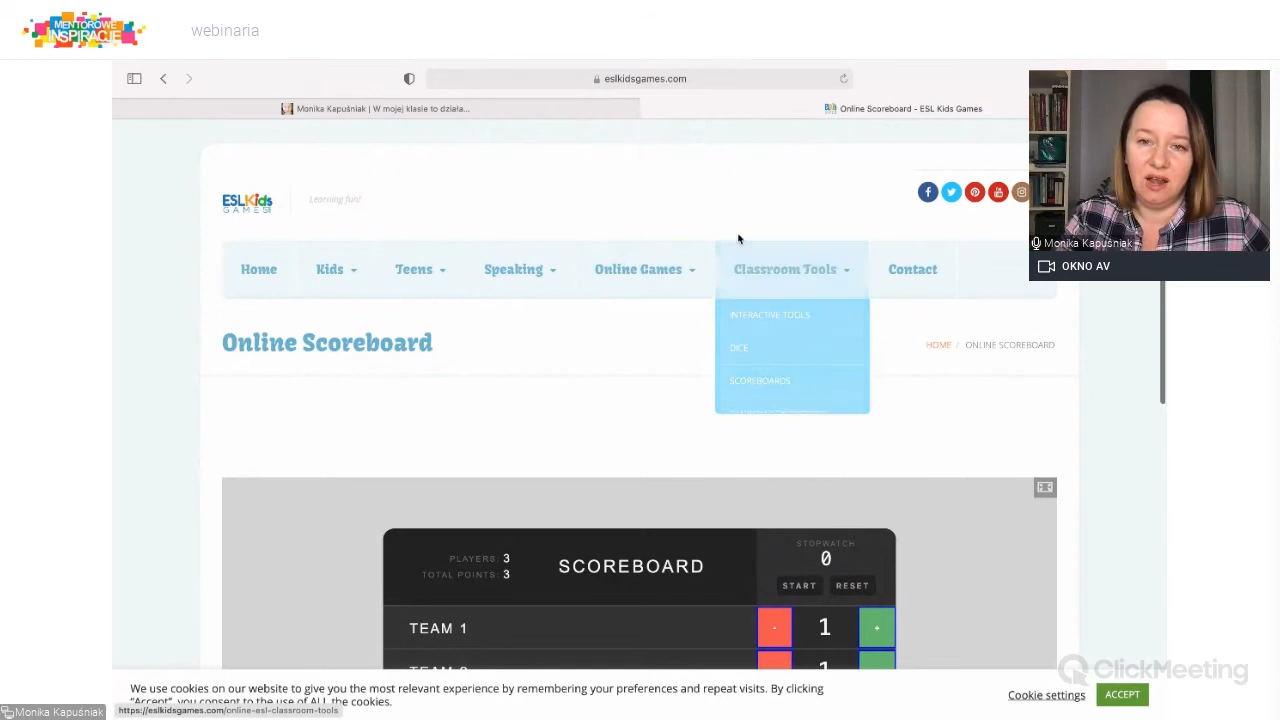 MENTOROWE
INSPIRACJE
webinaria
eslkidsgames.com
Monika Kapuśniak | W mojej klasie to działa...
Online Scoreboard - ESL Kids Games
ESLKids
GAMES
Learning fun!
Home
Kids
Teens
Speaking
Online Games
Classroom Tools
Contact
Monika Kapuśniak
OKNO AV
INTERACTIVE TOOLS
DICE
SCOREBOARDS
Online Scoreboard
HOME / ONLINE SCOREBOARD
PLAYERS: 3
TOTAL POINTS: 3
SCOREBOARD
STOPWATCH
0
START RESET
TEAM 1 - 1 +
We use cookies on our website to give you the most relevant experience by remembering your preferences and repeat visits. By clicking
“Accept”, you consent to the use of ALL the cookies.
Cookie settings
ACCEPT
ClickMeeting
https://eslkidsgames.com/online-esl-classroom-tools
Monika Kapuśniak